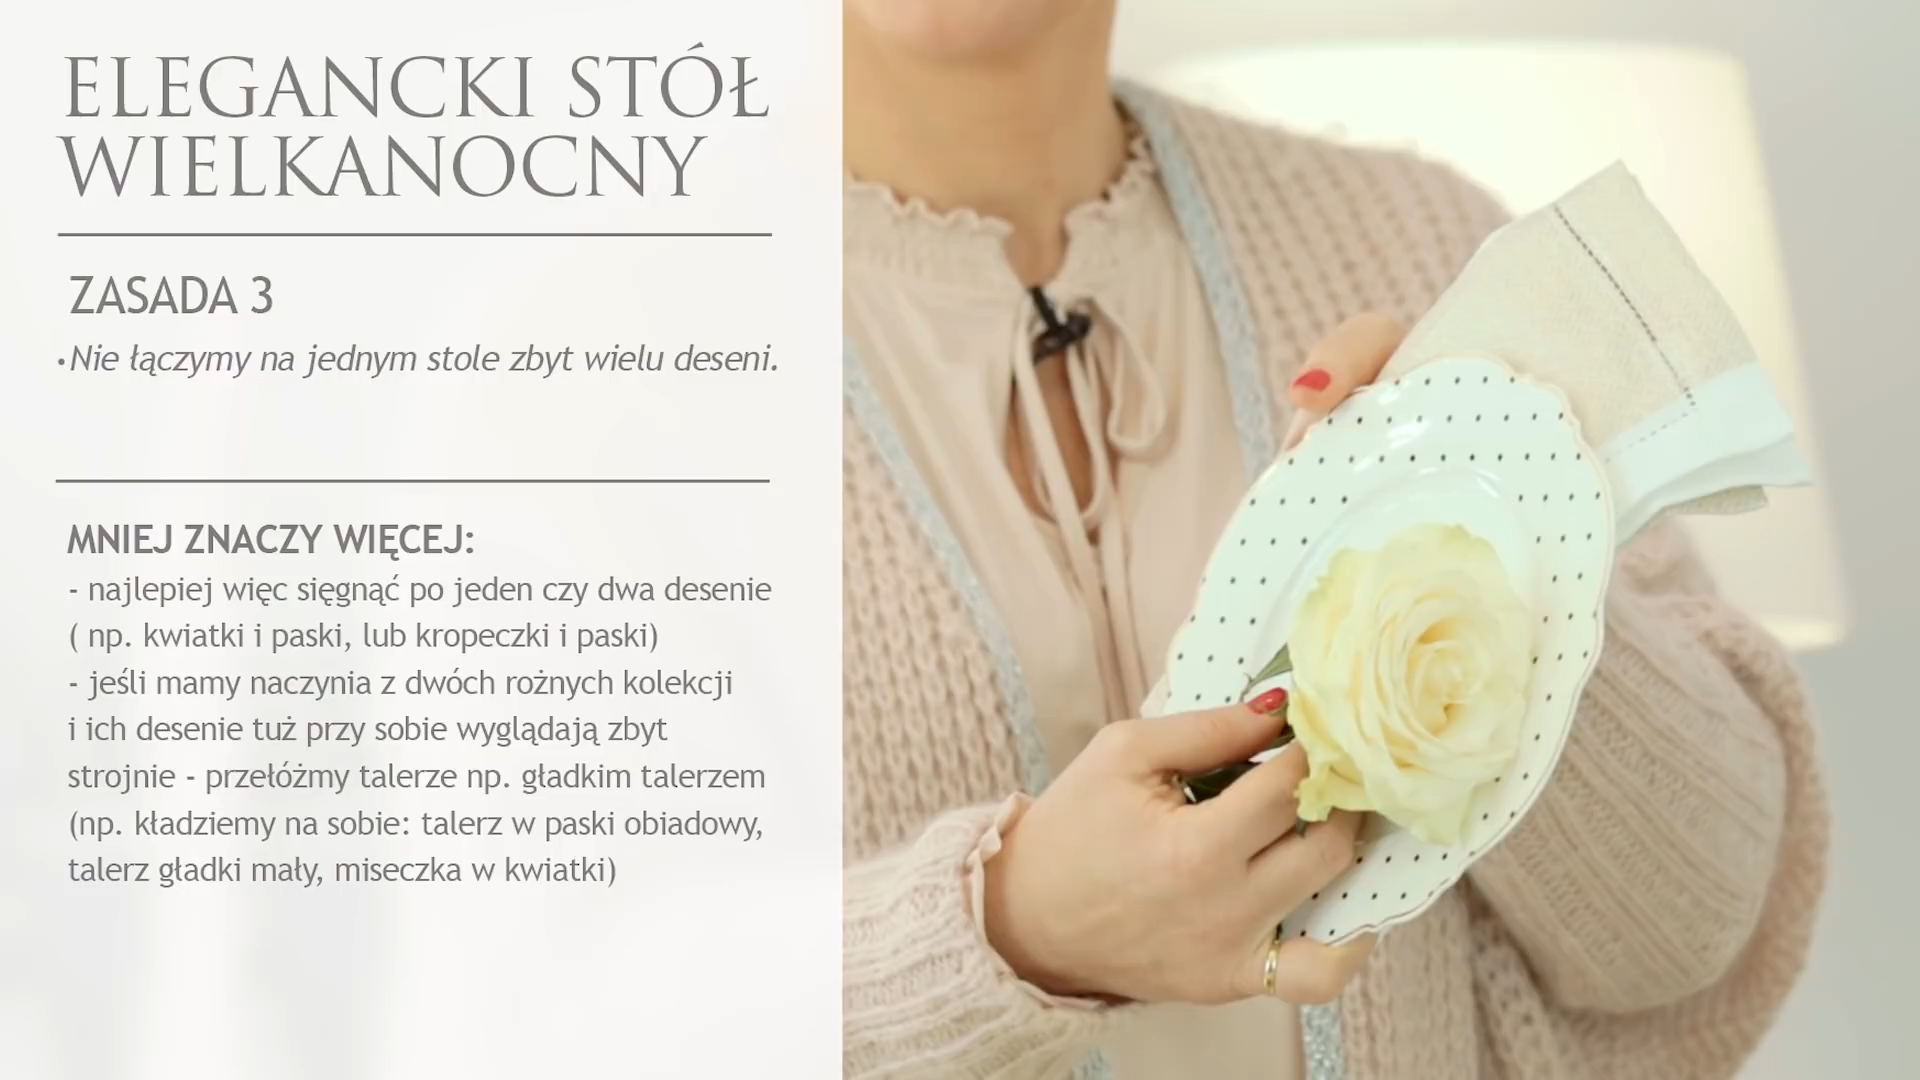 ELEGANCKI STÓŁ
WIELKANOCNY
ZASADA 3
•Nie łączymy na jednym stole zbyt wielu deseni.
MNIEJ ZNACZY WIĘCEJ:
- najlepiej więc sięgnąć po jeden czy dwa desenie
( np. kwiatki i paski, lub kropeczki i paski)
- jeśli mamy naczynia z dwóch rożnych kolekcji
i ich desenie tuż przy sobie wyglądają zbyt
strojnie - przełóżmy talerze np. gładkim talerzem
(np. kładziemy na sobie: talerz w paski obiadowy,
talerz gładki mały, miseczka w kwiatki)